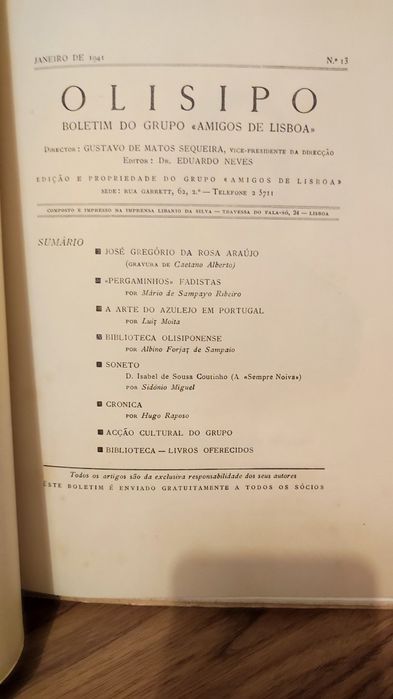 JANEIRO DE 1941 N.º 13
OLISIPO
BOLETIM DO GRUPO «AMIGOS DE LISBOA»
DIRECTOR: GUSTAVO DE MATOS SEQUEIRA, VICE-PRESIDENTE DA DIRECÇÃO
EDITOR: DR. EDUARDO NEVES
EDIÇÃO E PROPRIEDADE DO GRUPO «AMIGOS DE LISBOA»
SEDE: RUA GARRETT, 62, 2.º — TELEFONE 2 5711
COMPOSTO E IMPRESSO NA IMPRENSA LIBANIO DA SILVA — TRAVESSA DO FALA-SÓ, 24 — LISBOA
SUMÁRIO
JOSÉ GREGÓRIO DA ROSA ARAÚJO
(GRAVURA DE Caetano Alberto)
«PERGAMINHOS» FADISTAS
POR Mário de Sampayo Ribeiro
A ARTE DO AZULEJO EM PORTUGAL
POR Luiz Moita
BIBLIOTECA OLISIPONENSE
POR Albino Forjaz de Sampaio
SONETO
D. Isabel de Sousa Coutinho (A «Sempre Noiva»)
POR Sidónio Miguel
CRONICA
POR Hugo Raposo
ACÇÃO CULTURAL DO GRUPO
BIBLIOTECA — LIVROS OFERECIDOS
Todos os artigos são da exclusiva responsabilidade dos seus autores
ESTE BOLETIM É ENVIADO GRATUITAMENTE A TODOS OS SÓCIOS